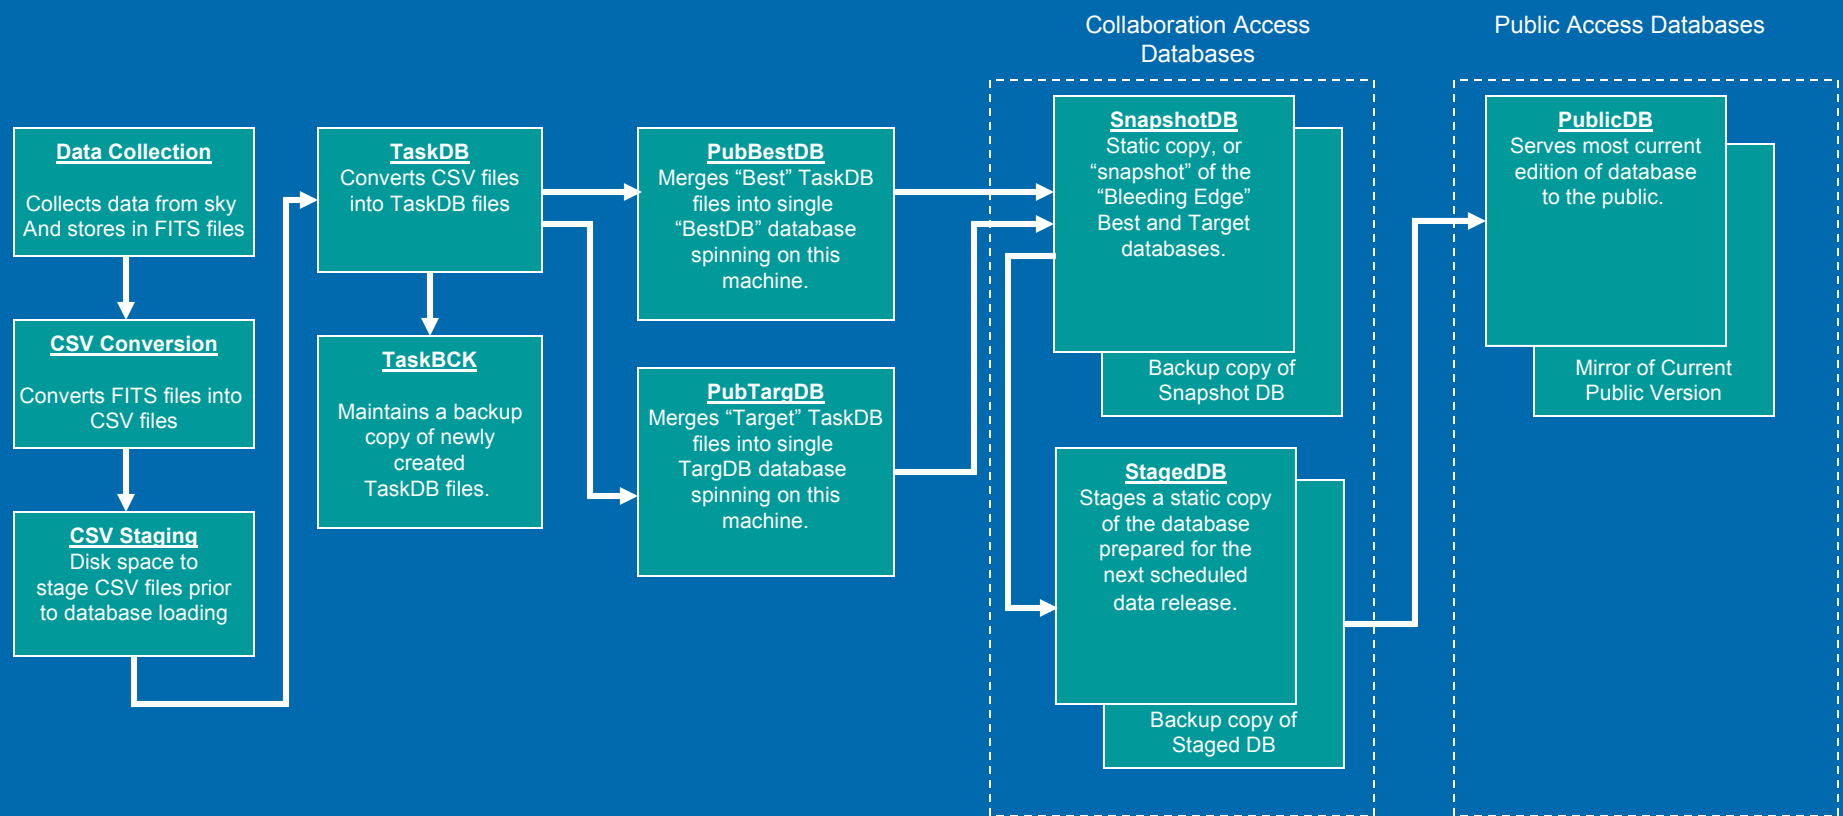 Collaboration Access
Databases
Public Access Databases
Data Collection
Collects data from sky
And stores in FITS files
CSV Conversion
Converts FITS files into
CSV files
CSV Staging
Disk space to
stage CSV files prior
to database loading
TaskDB
Converts CSV files
into TaskDB files
TaskBCK
Maintains a backup
copy of newly
created
TaskDB files.
PubBestDB
Merges “Best” TaskDB
files into single
“BestDB” database
spinning on this
machine.
PubTargDB
Merges “Target” TaskDB
files into single
TargDB database
spinning on this
machine.
SnapshotDB
Static copy, or
“snapshot” of the
“Bleeding Edge”
Best and Target
databases.
Backup copy of
Snapshot DB
StagedDB
Stages a static copy
of the database
prepared for the
next scheduled
data release.
Backup copy of
Staged DB
PublicDB
Serves most current
edition of database
to the public.
Mirror of Current
Public Version